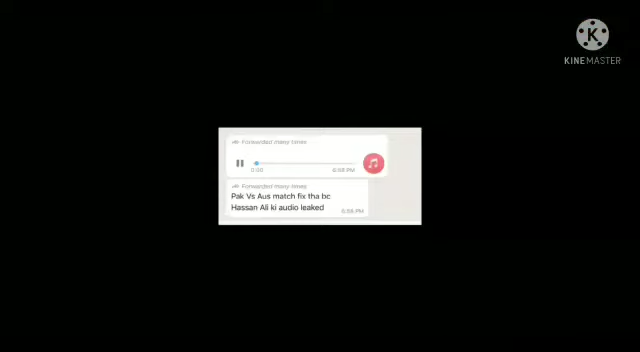 K
KINEMASTER
Forwarded many times
0:00
6:58 PM
Forwarded many times
Pak Vs Aus match fix tha bc
Hassan Ali ki audio leaked
6:58 PM